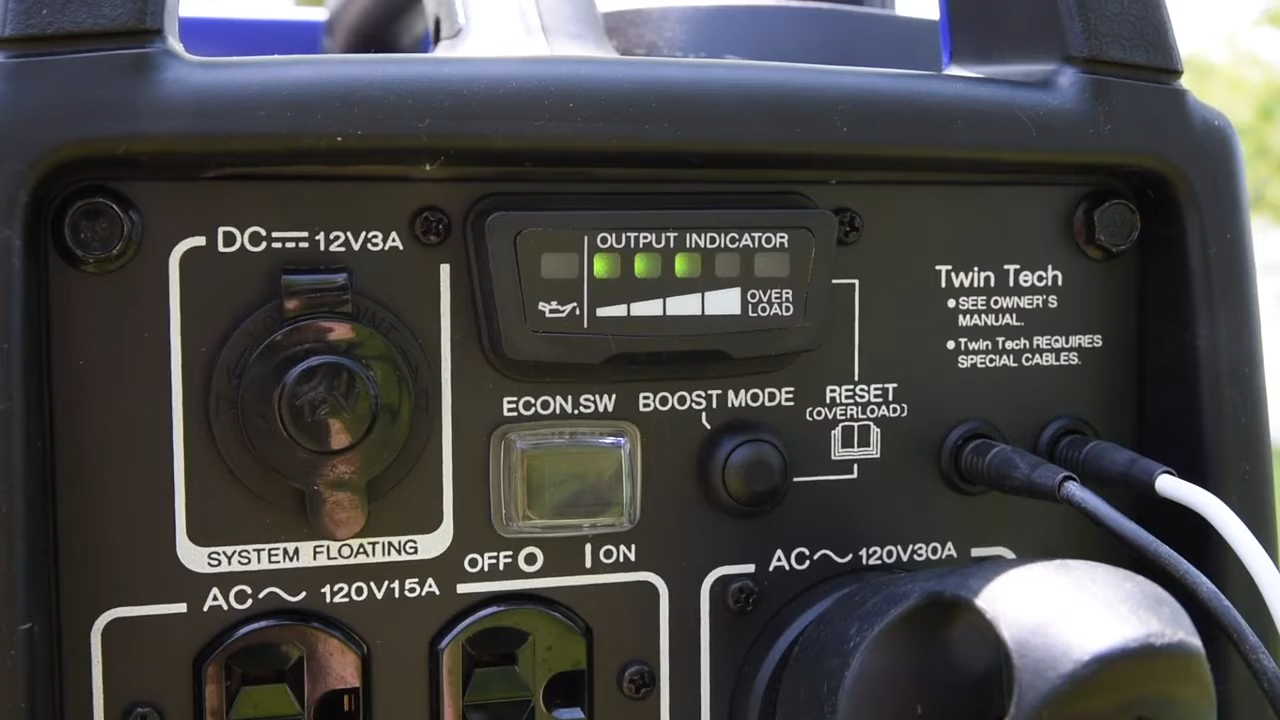 DC 12V3A
SYSTEM FLOATING
OUTPUT INDICATOR
OVER
LOAD
ECON.SW
OFF
ON
BOOST MODE
RESET
(OVERLOAD)
Twin Tech
SEE OWNER'S
MANUAL.
Twin Tech REQUIRES
SPECIAL CABLES.
AC 120V15A
AC 120V30A